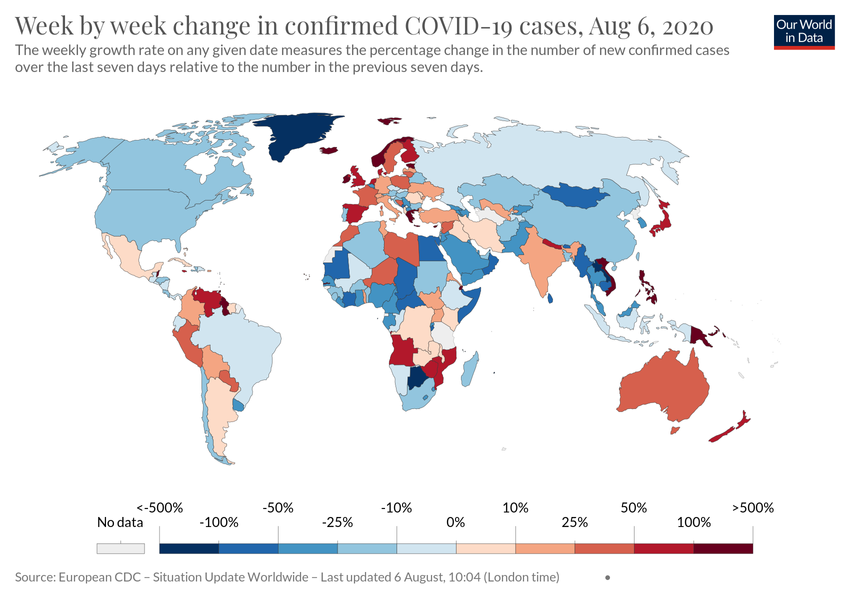 Week by week change in confirmed COVID-19 cases, Aug 6, 2020
Our World
in Data
The weekly growth rate on any given date measures the percentage change in the number of new confirmed cases
over the last seven days relative to the number in the previous seven days.
<-500% -50% -10% 10% 50% >500%
No data -100% -25% 0% 25% 100%
Source: European CDC – Situation Update Worldwide – Last updated 6 August, 10:04 (London time) •